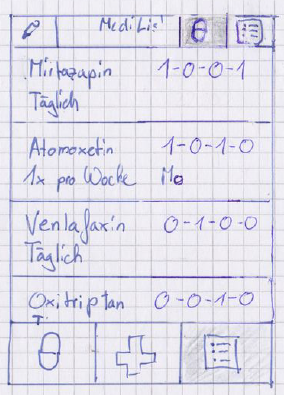 MediList
Mirtazapin 1-0-0-1
Täglich
Atomoxetin 1-0-1-0
1x pro Woche Mo
Venlafaxin 0-1-0-0
Täglich
Oxitriptan 0-0-1-0
T